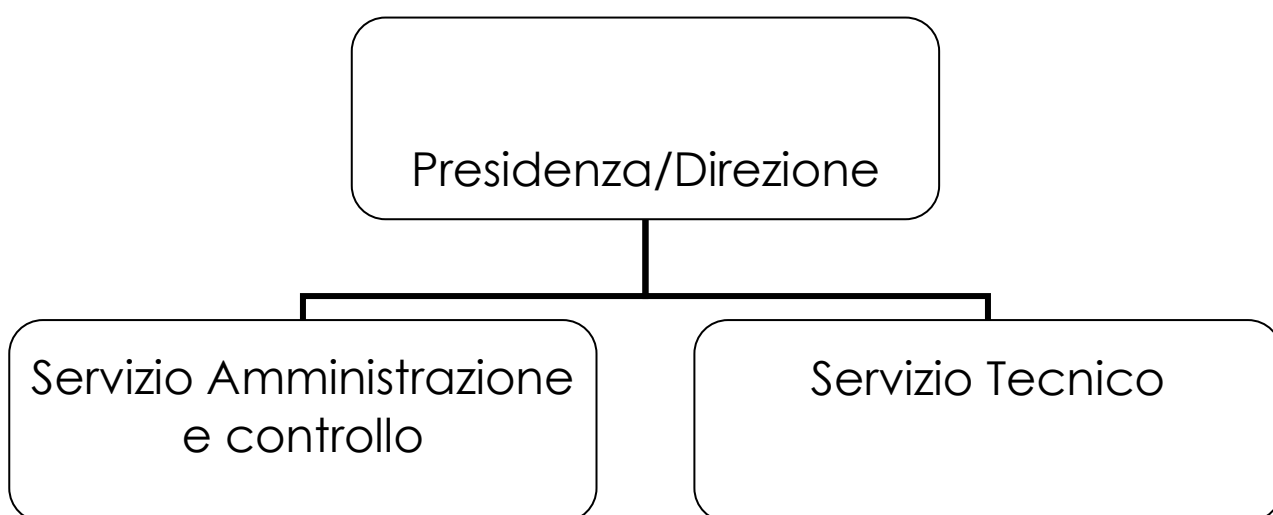 Presidenza/Direzione
Servizio Amministrazione
e controllo
Servizio Tecnico